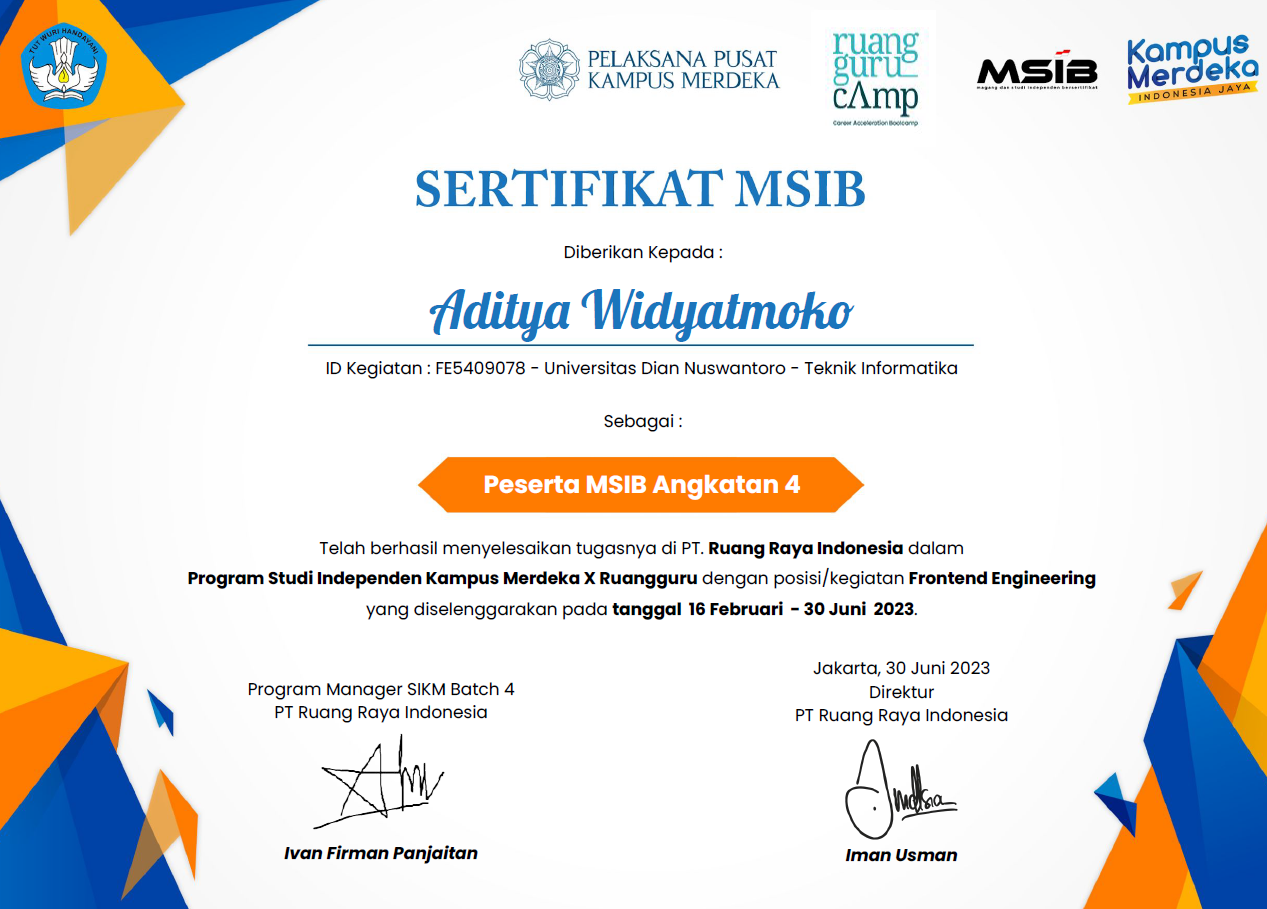 TUT WURI HANDAYANI
PELAKSANA PUSAT
KAMPUS MERDEKA
ruang
guru
cAmp
Career Acceleration Bootcamp
MSIB
magang dan studi independen bersertifikat
Kampus
Merdeka
INDONESIA JAYA
SERTIFIKAT MSIB
Diberikan Kepada :
Aditya Widyatmoko
ID Kegiatan : FE5409078 - Universitas Dian Nuswantoro - Teknik Informatika
Sebagai :
Peserta MSIB Angkatan 4
Telah berhasil menyelesaikan tugasnya di PT. Ruang Raya Indonesia dalam
Program Studi Independen Kampus Merdeka X Ruangguru dengan posisi/kegiatan Frontend Engineering
yang diselenggarakan pada tanggal 16 Februari - 30 Juni 2023.
Program Manager SIKM Batch 4
PT Ruang Raya Indonesia
Ivan Firman Panjaitan
Jakarta, 30 Juni 2023
Direktur
PT Ruang Raya Indonesia
Iman Usman